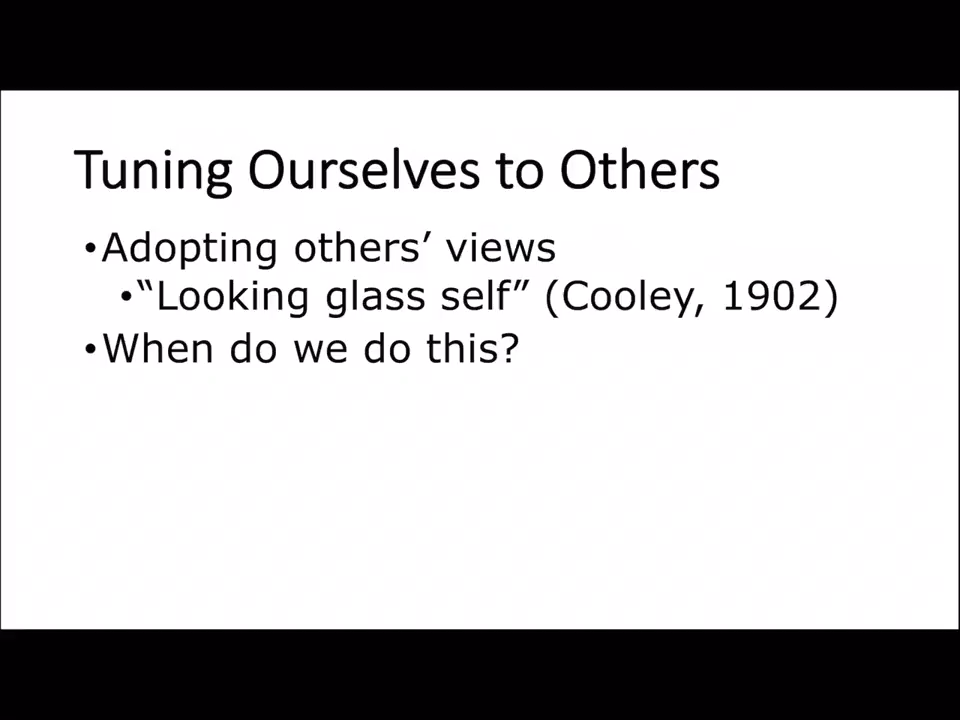 Tuning Ourselves to Others
•Adopting others’ views
•“Looking glass self” (Cooley, 1902)
•When do we do this?